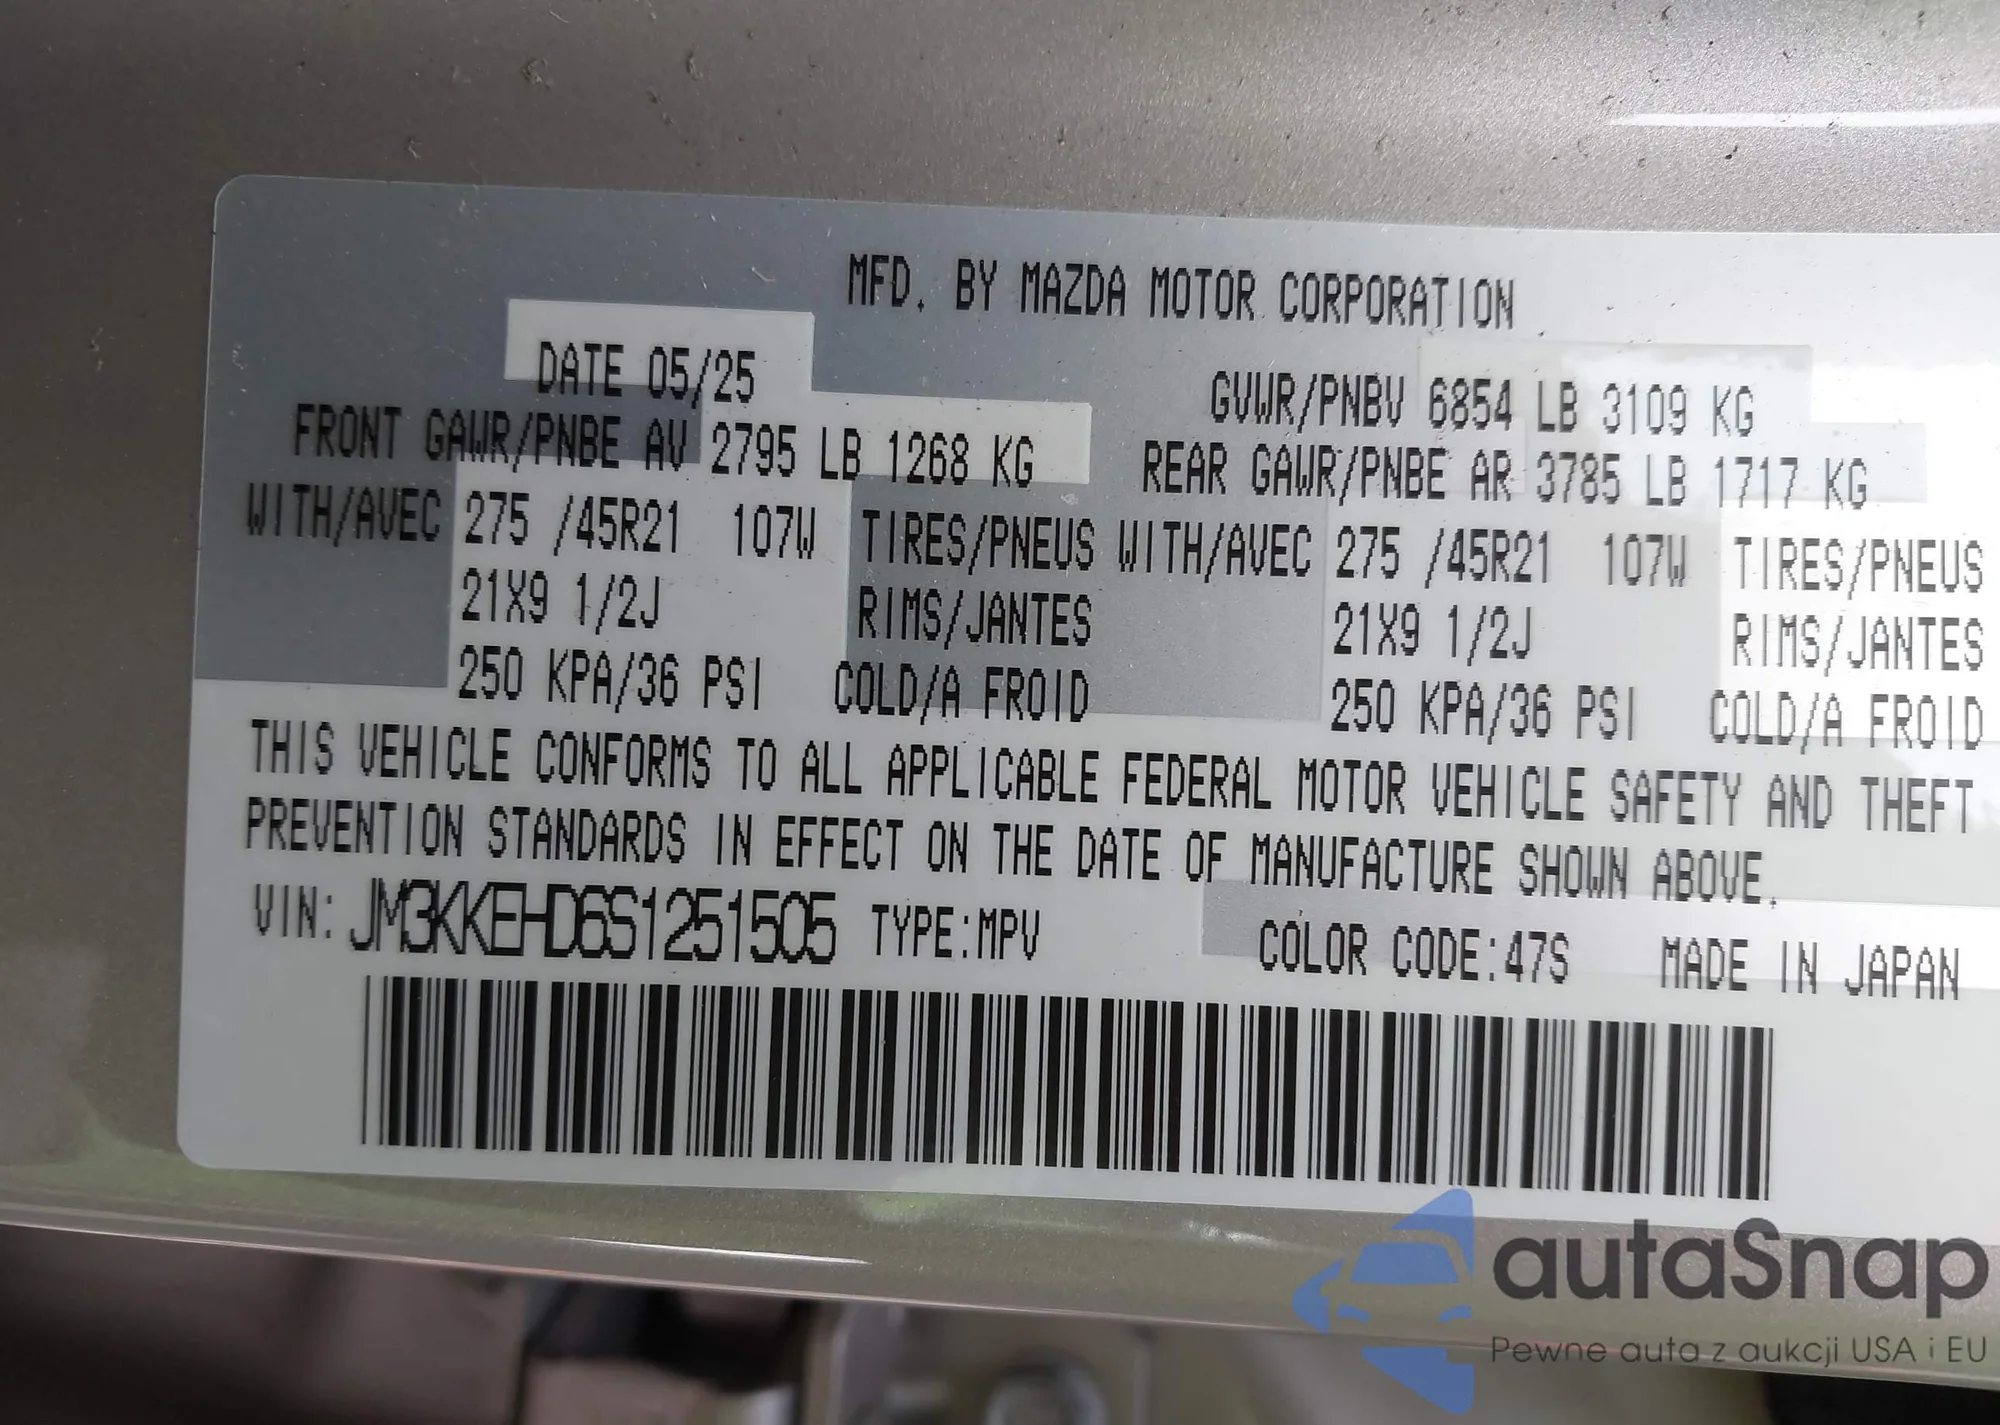 MFD. BY MAZDA MOTOR CORPORATION
DATE 05/25 GVWR/PNBV 6854 LB 3109 KG
FRONT GAWR/PNBE AV 2795 LB 1268 KG REAR GAWR/PNBE AR 3785 LB 1717 KG
WITH/AVEC 275 /45R21 107W TIRES/PNEUS WITH/AVEC 275 /45R21 107W TIRES/PNEUS
21X9 1/2J RIMS/JANTES 21X9 1/2J RIMS/JANTES
250 KPA/36 PSI COLD/A FROID 250 KPA/36 PSI COLD/A FROID
THIS VEHICLE CONFORMS TO ALL APPLICABLE FEDERAL MOTOR VEHICLE SAFETY AND THEFT
PREVENTION STANDARDS IN EFFECT ON THE DATE OF MANUFACTURE SHOWN ABOVE.
VIN: JM3KKEHD6S1251505 TYPE:MPV COLOR CODE:47S MADE IN JAPAN
autaSnap
Pewne auta z aukcji USA i EU